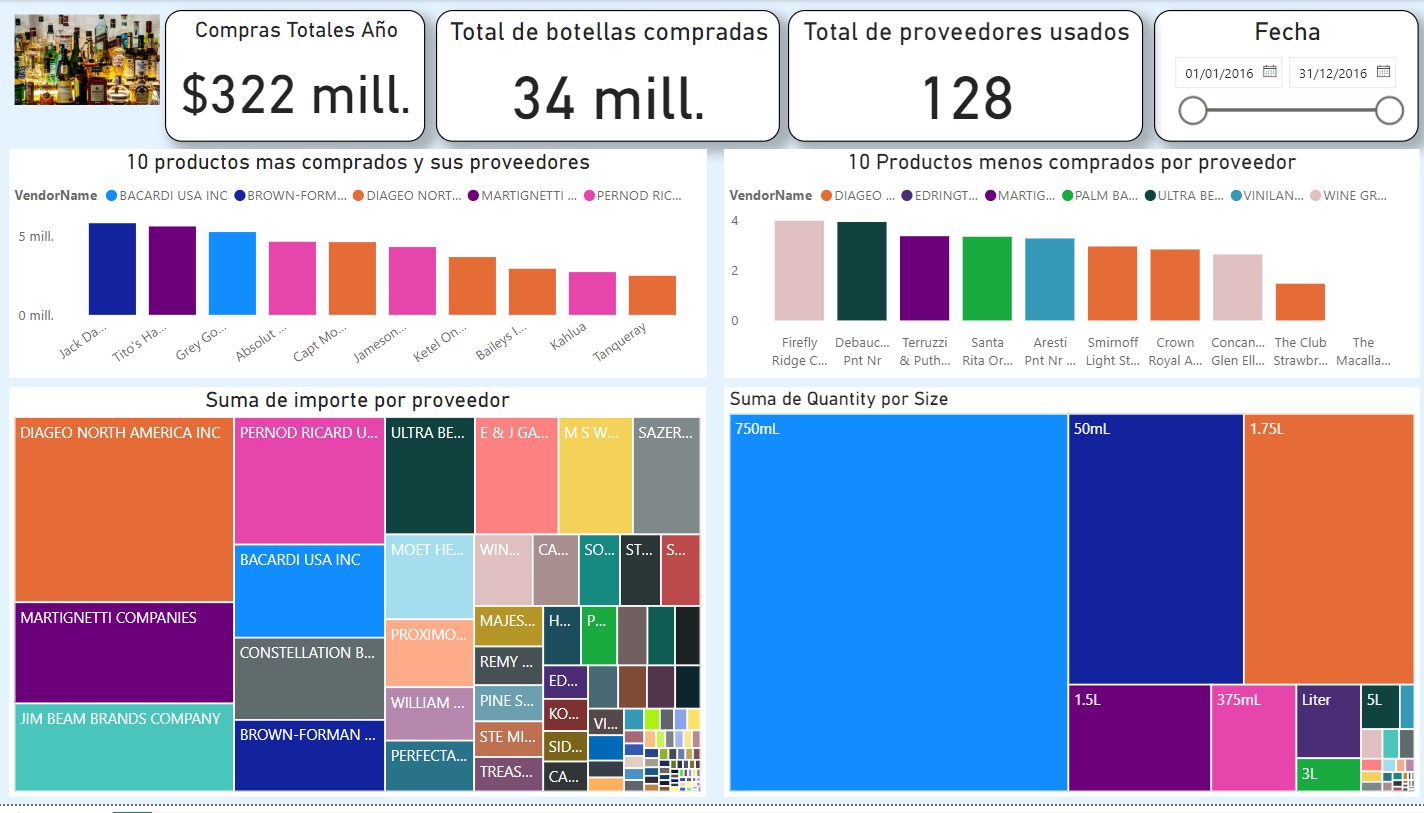 Compras Totales Año
$322 mill.
Total de botellas compradas
34 mill.
Total de proveedores usados
128
Fecha
01/01/2016 31/12/2016
10 productos mas comprados y sus proveedores
VendorName BACARDI USA INC BROWN-FORM... DIAGEO NORT... MARTIGNETTI ... PERNOD RIC...
5 mill.
0 mill.
Jack Da... Tito's Ha... Grey Go... Absolut ... Capt Mo... Jameson... Ketel On... Baileys I... Kahlua Tanqueray
10 Productos menos comprados por proveedor
VendorName DIAGEO ... EDRINGT... MARTIG... PALM BA... ULTRA BE... VINILAN... WINE GR...
4
2
0
Firefly Debauc... Terruzzi Santa Aresti Smirnoff Crown Concan... The Club The
Ridge C... Pnt Nr & Puth... Rita Or... Pnt Nr ... Light St... Royal A... Glen Ell... Strawbr... Macalla...
Suma de importe por proveedor
DIAGEO NORTH AMERICA INC
MARTIGNETTI COMPANIES
JIM BEAM BRANDS COMPANY
PERNOD RICARD U...
BACARDI USA INC
CONSTELLATION B...
BROWN-FORMAN ...
ULTRA BE...
MOET HE...
PROXIMO...
WILLIAM ...
PERFECTA...
E & J GA...
M S W...
SAZER...
WIN...
CA...
SO...
ST...
S...
MAJES...
REMY ...
PINE S...
STE MI...
TREAS...
H...
P...
ED...
KO...
SID...
CA...
VI...
Suma de Quantity por Size
750mL
50mL
1.75L
1.5L
375mL
Liter
3L
5L